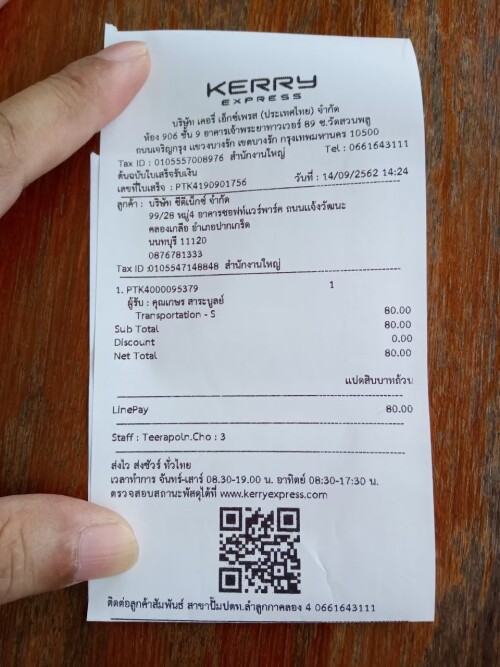 KERRY
EXPRESS
บริษัท เคอรี่ เอ็กซ์เพรส (ประเทศไทย) จำกัด
ห้อง 906 ชั้น 9 อาคารเจ้าพระยาทาวเวอร์ 89 ซ.วัดสวนพลู
ถนนเจริญกรุง แขวงบางรัก เขตบางรัก กรุงเทพมหานคร 10500
Tax ID : 0105557008976 สำนักงานใหญ่ Tel : 0661643111
ต้นฉบับใบเสร็จรับเงิน
เลขที่ใบเสร็จ : PTK4190901756 วันที่ : 14/09/2562 14:24
ลูกค้า : บริษัท ซีดีเน็กซ์ จำกัด
99/28 หมู่4 อาคารซอฟท์แวร์พาร์ค ถนนแจ้งวัฒนะ
คลองเกลือ อำเภอปากเกร็ด
นนทบุรี 11120
0876781333
Tax ID :0105547148848 สำนักงานใหญ่
1. PTK4000095379 1
ผู้รับ : คุณเกษร สาระบูลย์
Transportation - S 80.00
Sub Total 80.00
Discount 0.00
Net Total 80.00
แปดสิบบาทถ้วน
LinePay 80.00
Staff : Teerapoln.Cho : 3
ส่งไว ส่งชัวร์ ทั่วไทย
เวลาทำการ จันทร์-เสาร์ 08.30-19.00 น. อาทิตย์ 08:30-17:30 น.
ตรวจสอบสถานะพัสดุได้ที่ www.kerryexpress.com
ติดต่อลูกค้าสัมพันธ์ สาขาปั๊มปตท.ลำลูกกาคลอง 4 0661643111